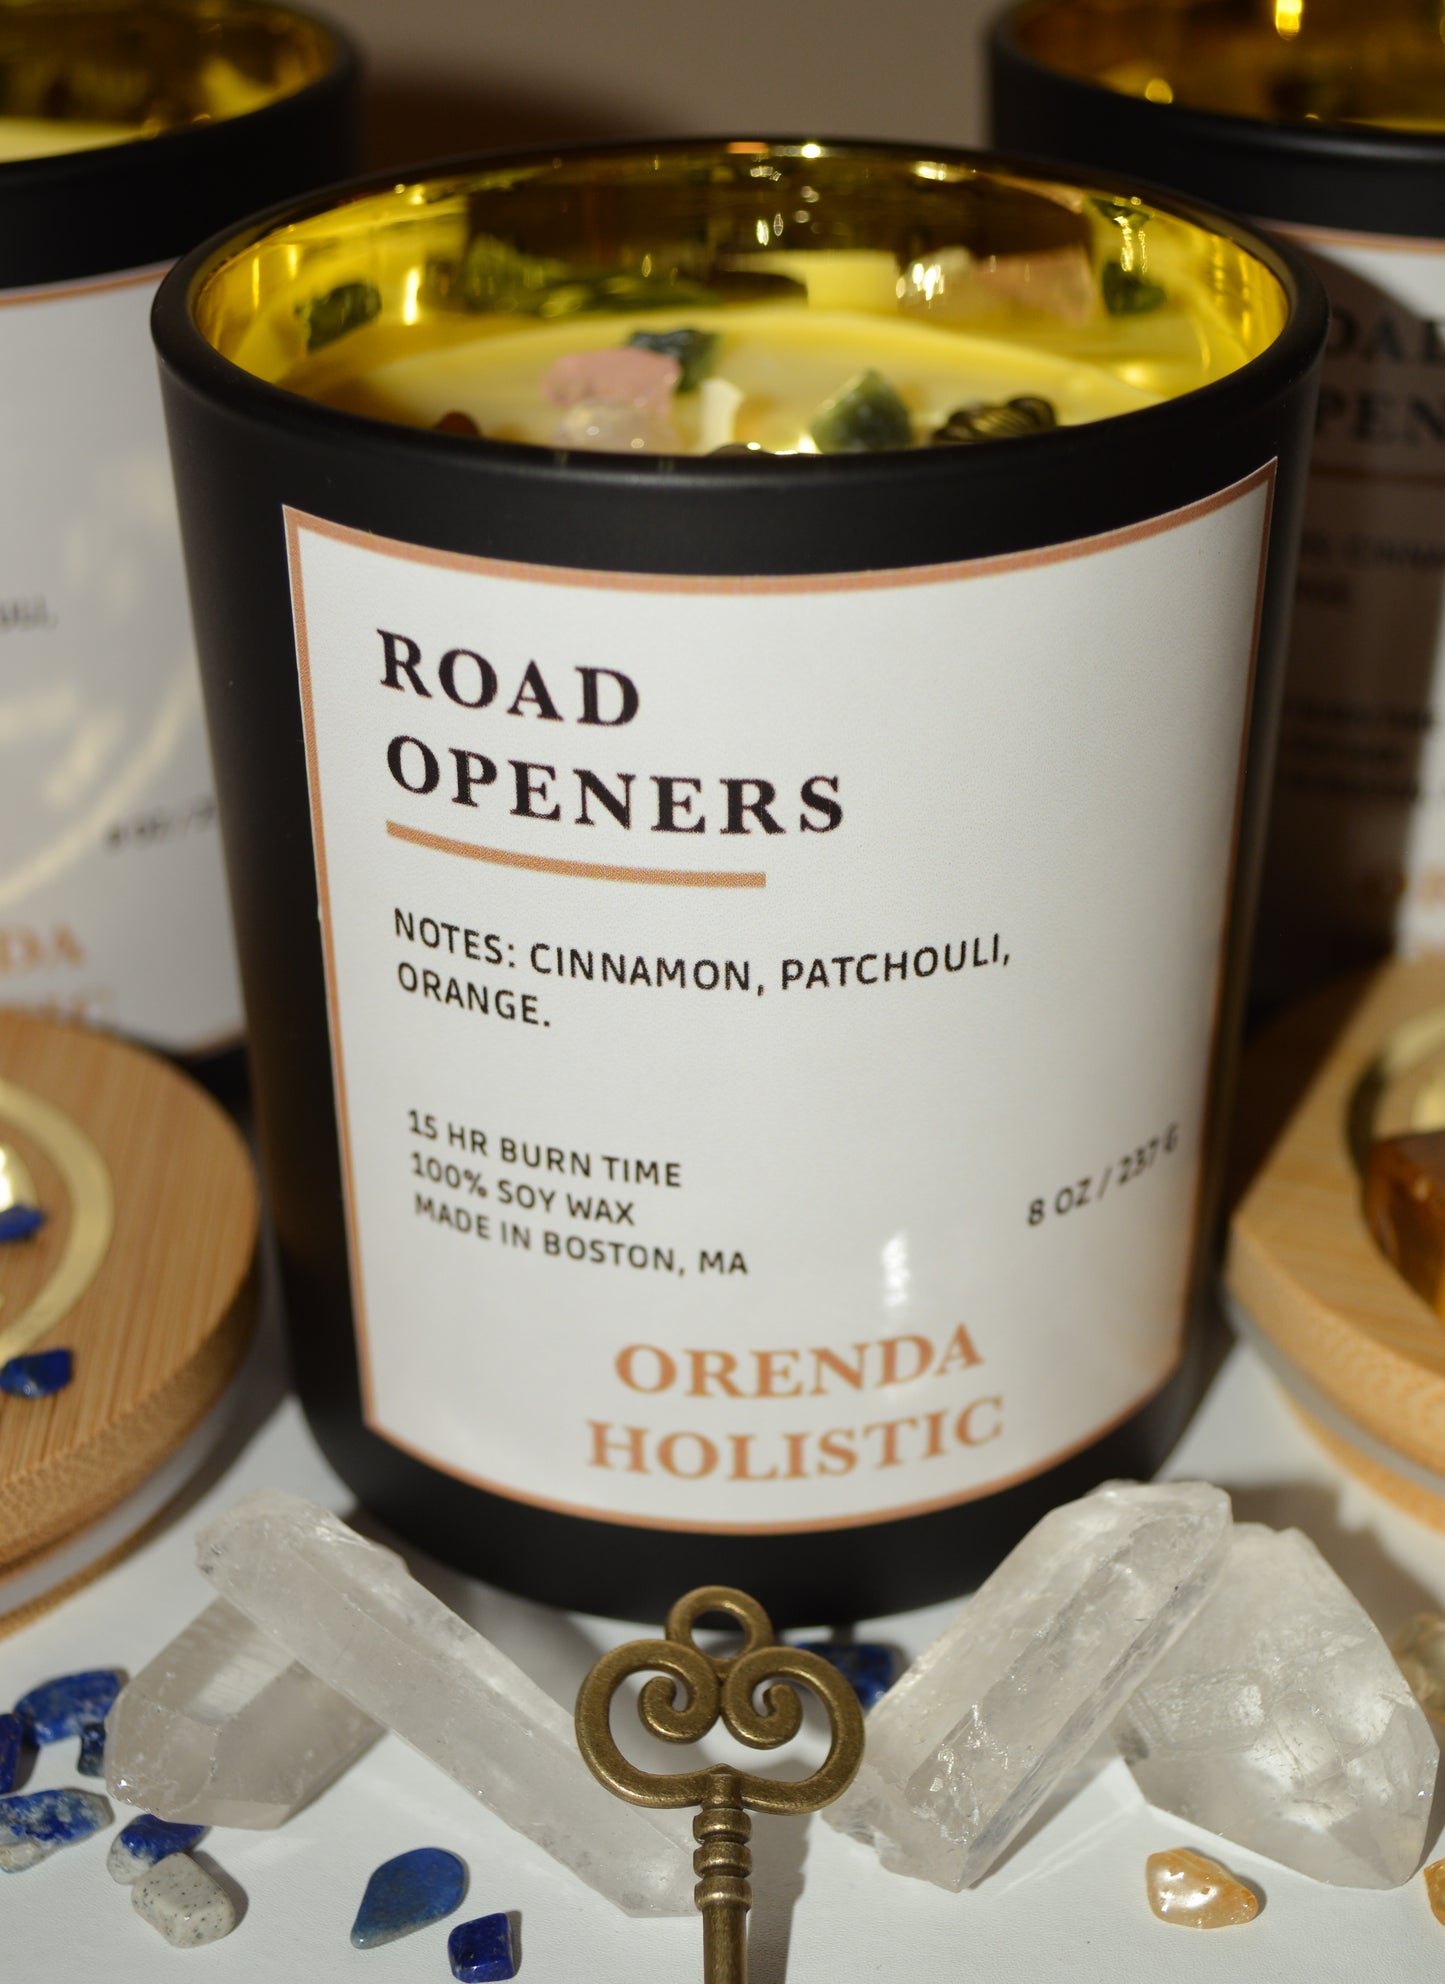 ROAD
OPENERS
NOTES: CINNAMON, PATCHOULI,
ORANGE.
15 HR BURN TIME
100% SOY WAX
MADE IN BOSTON, MA
8 OZ / 237 G
ORENDA
HOLISTIC